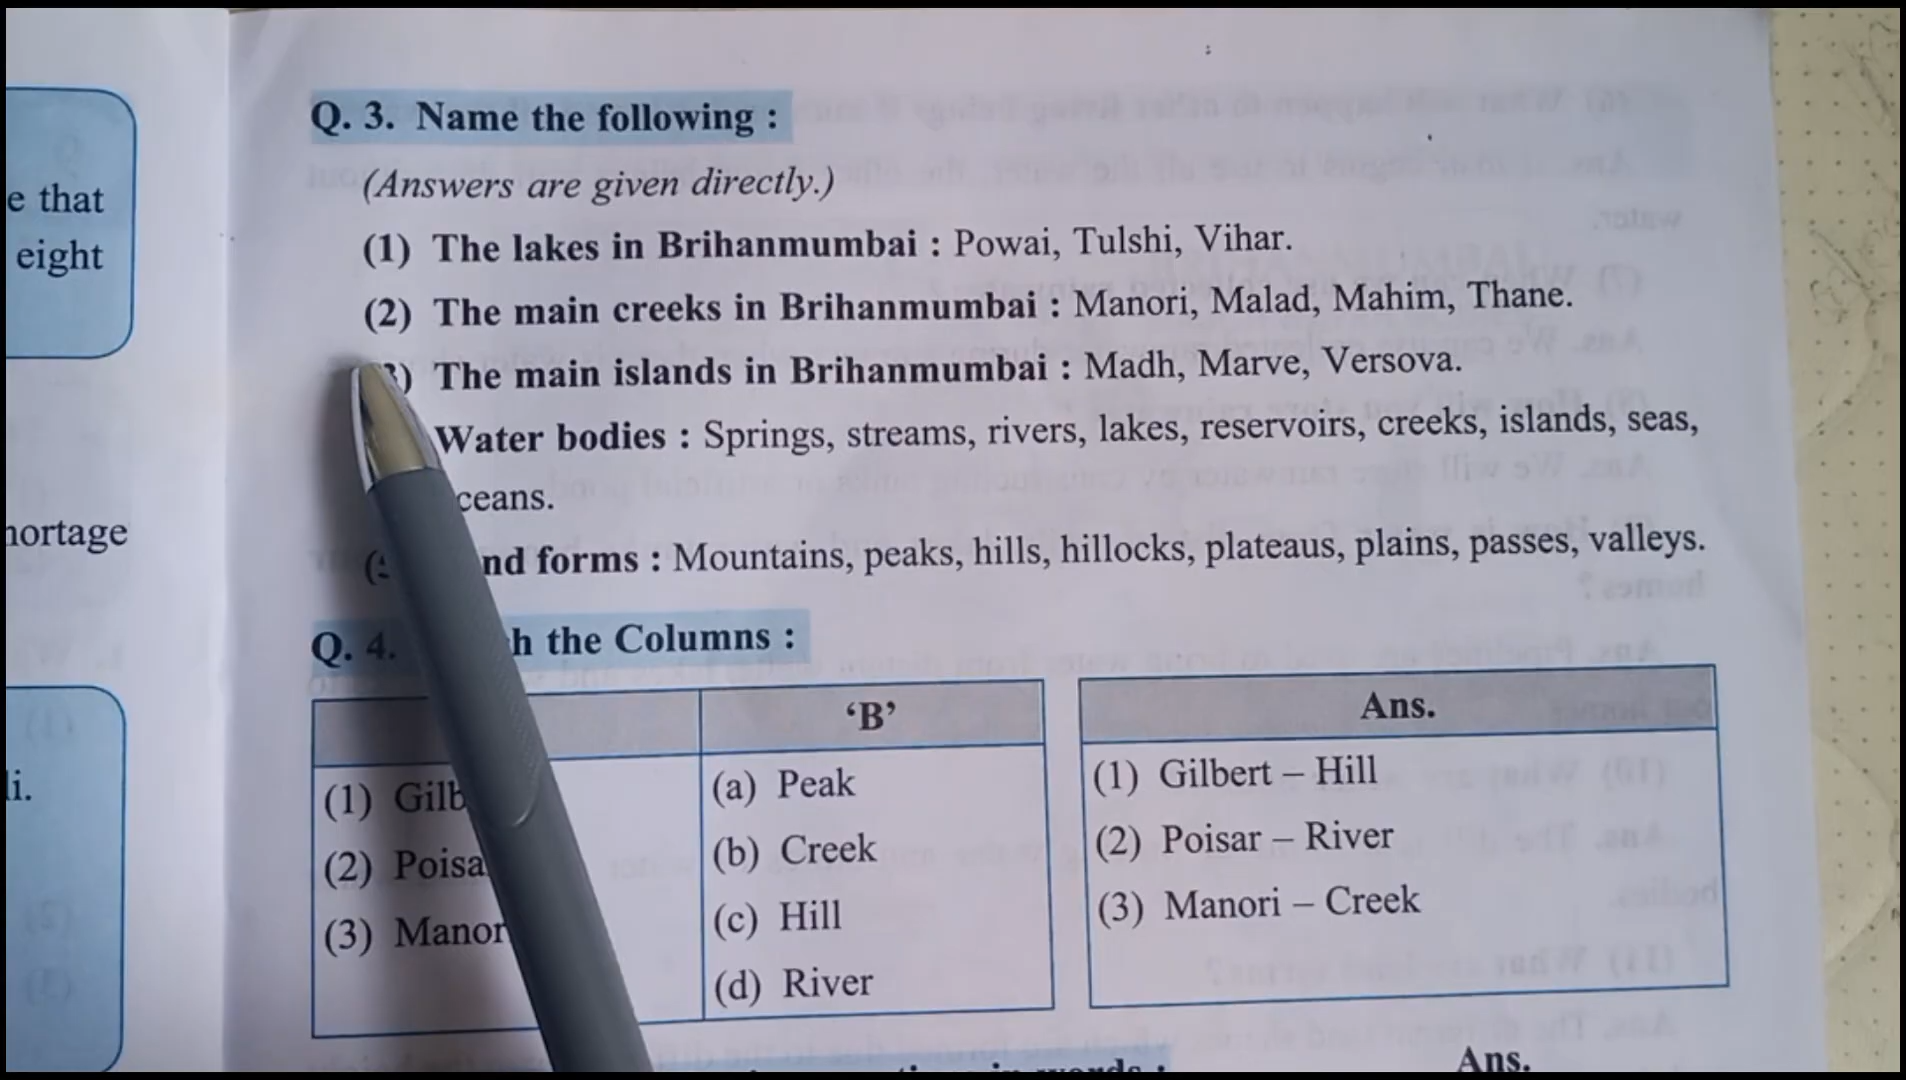 e that
eight
hortage
li.
Q. 3. Name the following :
(Answers are given directly.)
(1) The lakes in Brihanmumbai : Powai, Tulshi, Vihar.
(2) The main creeks in Brihanmumbai : Manori, Malad, Mahim, Thane.
) The main islands in Brihanmumbai : Madh, Marve, Versova.
Water bodies : Springs, streams, rivers, lakes, reservoirs, creeks, islands, seas,
ceans.
nd forms : Mountains, peaks, hills, hillocks, plateaus, plains, passes, valleys.
Q. 4. h the Columns :
‘B’
(1) Gilb (a) Peak
(2) Poisa (b) Creek
(3) Manor (c) Hill
(d) River
Ans.
(1) Gilbert – Hill
(2) Poisar – River
(3) Manori – Creek
in words :
Ans.